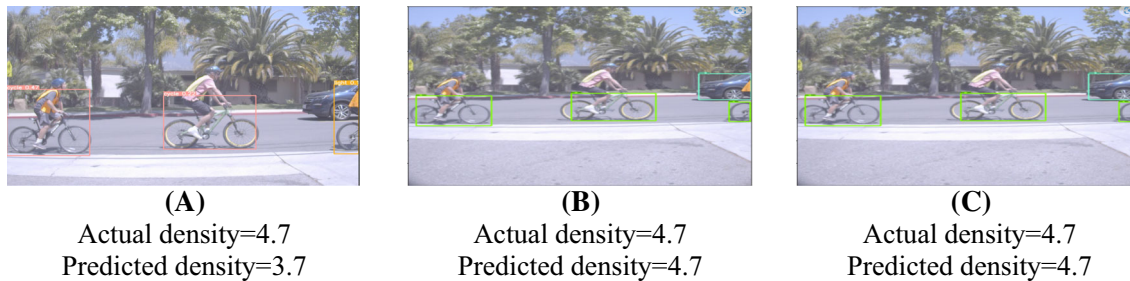 (A)
Actual density=4.7
Predicted density=3.7
(B)
Actual density=4.7
Predicted density=4.7
(C)
Actual density=4.7
Predicted density=4.7